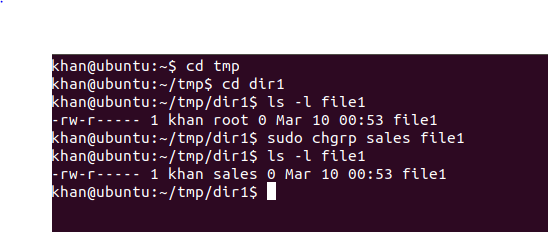 khan@ubuntu:~$ cd tmp
khan@ubuntu:~/tmp$ cd dir1
khan@ubuntu:~/tmp/dir1$ ls -l file1
-rw-r----- 1 khan root 0 Mar 10 00:53 file1
khan@ubuntu:~/tmp/dir1$ sudo chgrp sales file1
khan@ubuntu:~/tmp/dir1$ ls -l file1
-rw-r----- 1 khan sales 0 Mar 10 00:53 file1
khan@ubuntu:~/tmp/dir1$